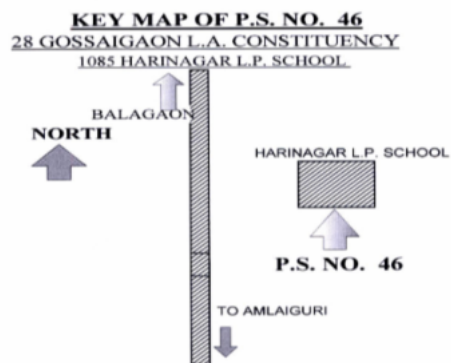 KEY MAP OF P.S. NO. 46
28 GOSSAIGAON L.A. CONSTITUENCY
1085 HARINAGAR L.P. SCHOOL
BALAGAON
NORTH
HARINAGAR L.P. SCHOOL
P.S. NO. 46
TO AMLAIGURI